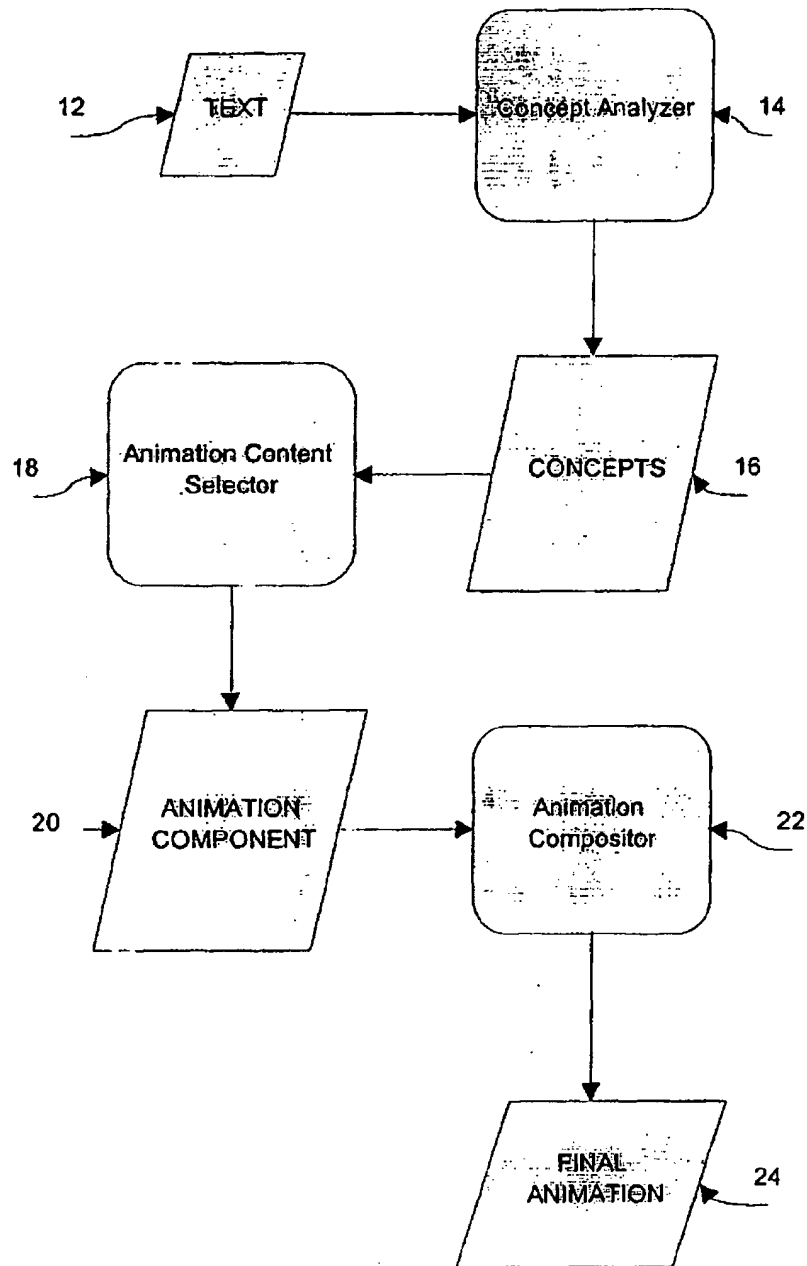 12
TEXT
Concept Analyzer
14
18
Animation Content
Selector
CONCEPTS
16
20
ANIMATION
COMPONENT
Animation
Compositor
22
FINAL
ANIMATION
24